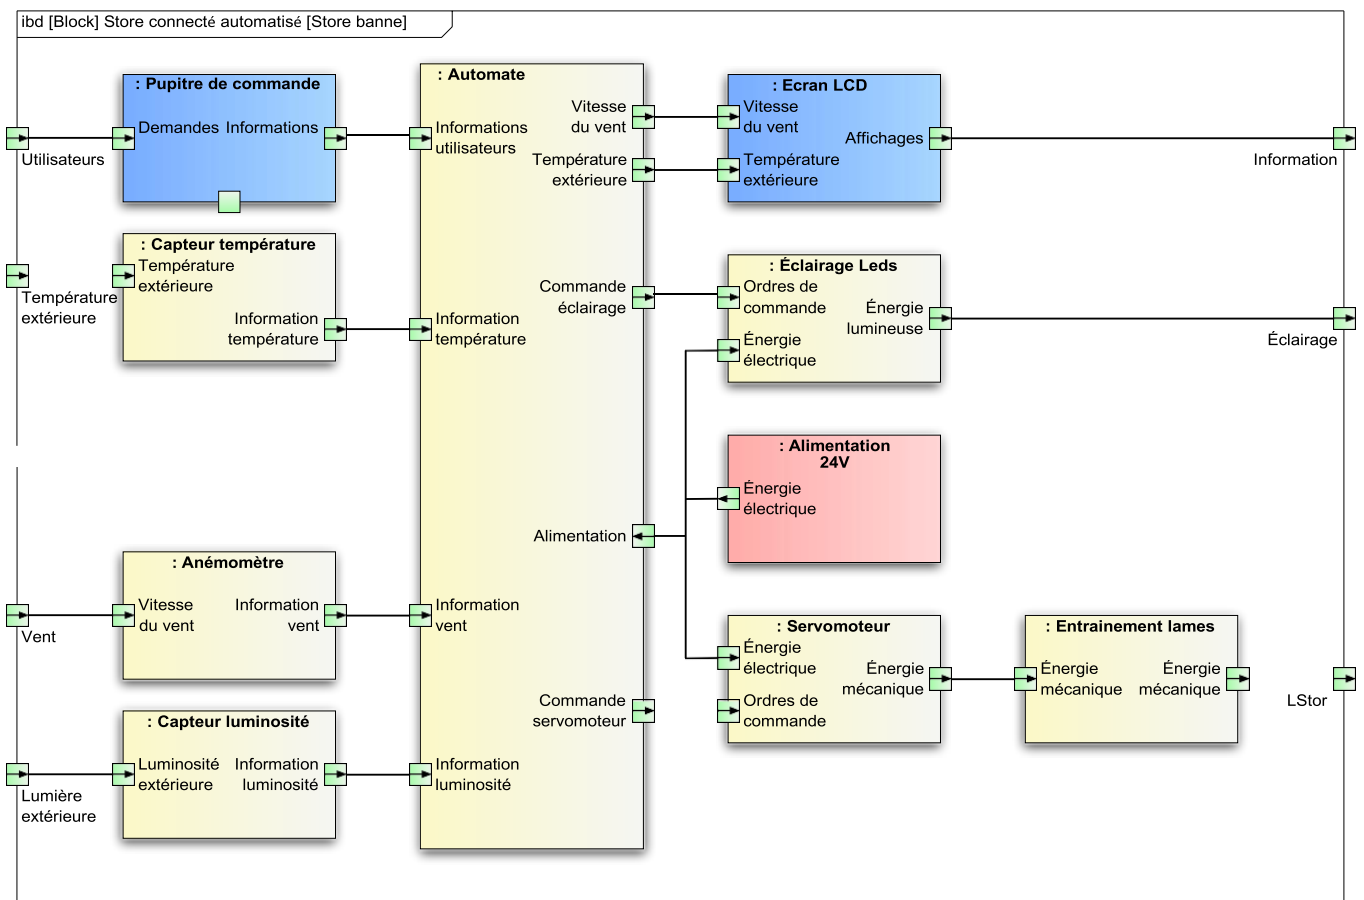 ibd [Block] Store connecté automatisé [Store banne]
: Pupitre de commande
Demandes
Informations
Utilisateurs
: Capteur température
Température
extérieure
Température
extérieure
Information
température
: Anémomètre
Vitesse
du vent
Information
vent
Vent
: Capteur luminosité
Luminosité
extérieure
Information
luminosité
Lumière
extérieure
: Automate
Informations
utilisateurs
Vitesse
du vent
Température
extérieure
Commande
éclairage
Information
température
Alimentation
Information
vent
Commande
servomoteur
Information
luminosité
: Ecran LCD
Vitesse
du vent
Affichages
Température
extérieure
Information
: Éclairage Leds
Ordres de
commande
Énergie
lumineuse
Énergie
électrique
Éclairage
: Alimentation
24V
Énergie
électrique
: Servomoteur
Énergie
électrique
Énergie
mécanique
Ordres de
commande
: Entrainement lames
Énergie
mécanique
Énergie
mécanique
LStor